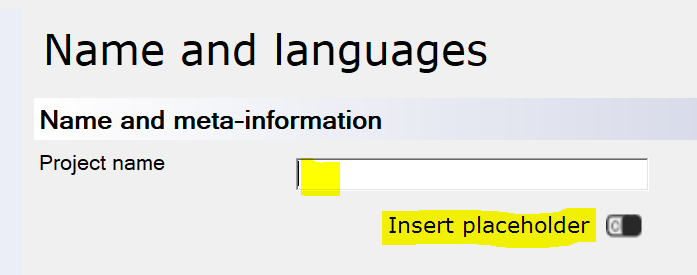 Name and languages
Name and meta-information
Project name
Insert placeholder